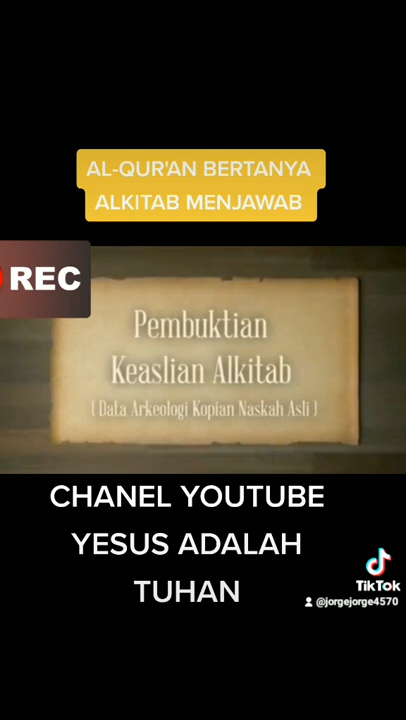 AL-QUR'AN BERTANYA
ALKITAB MENJAWAB
REC
Pembuktian
Keaslian Alkitab
( Data Arkeologi Kopian Naskah Asli )
CHANEL YOUTUBE
YESUS ADALAH
TUHAN
TikTok
@jorgejorge4570